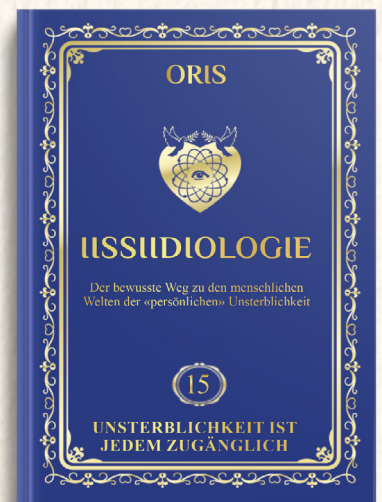 ORIS
IISSIIDIOLOGIE
Der bewusste Weg zu den menschlichen
Welten der «persönlichen» Unsterblichkeit
15
UNSTERBLICHKEIT IST
JEDEM ZUGÄNGLICH